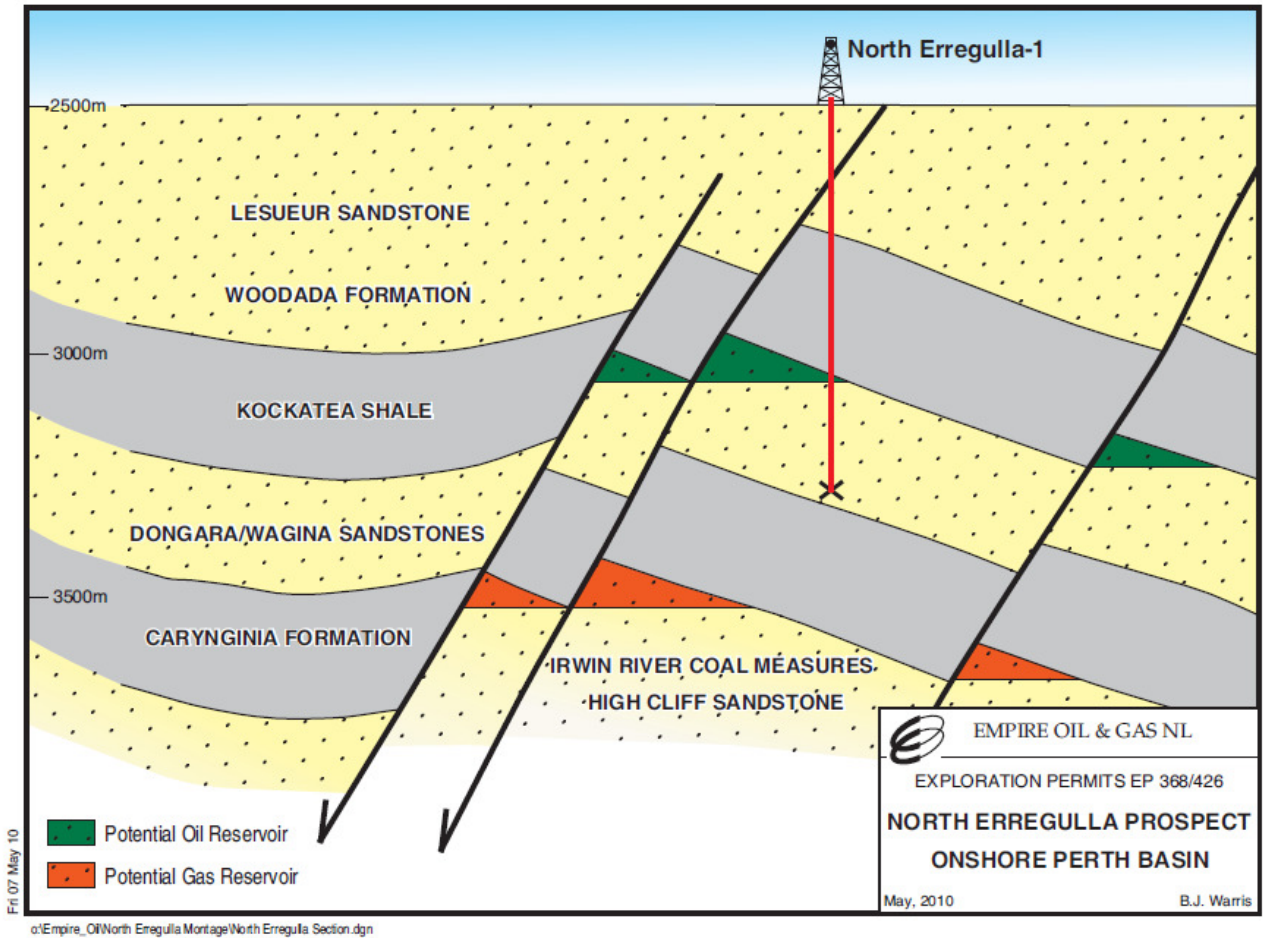 North Erregulla-1
2500m
LESUEUR SANDSTONE
WOODADA FORMATION
3000m
KOCKATEA SHALE
DONGARA/WAGINA SANDSTONES
3500m
CARYNGINIA FORMATION
IRWIN RIVER COAL MEASURES
HIGH CLIFF SANDSTONE
Potential Oil Reservoir
Potential Gas Reservoir
EMPIRE OIL & GAS NL
EXPLORATION PERMITS EP 368/426
NORTH ERREGULLA PROSPECT
ONSHORE PERTH BASIN
May, 2010 B.J. Warris
Fri 07 May 10
o:\Empire_Oil\North Erregulla Montage\North Erregulla Section.dgn